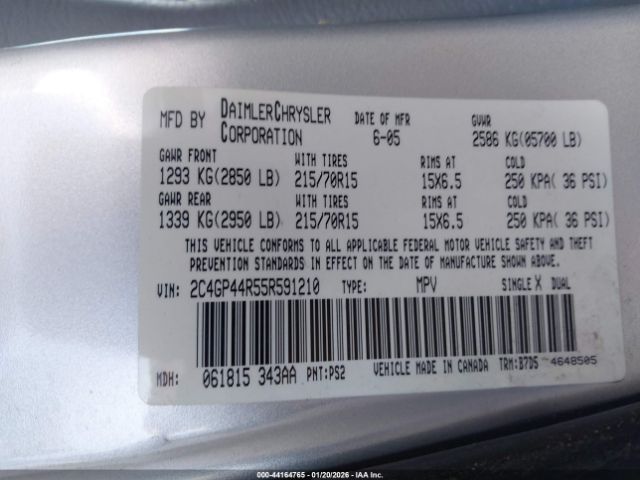 MFD BY DAIMLERCHRYSLER CORPORATION DATE OF MFR 6-05 GVWR 2586 KG(05700 LB)
GAWR FRONT WITH TIRES RIMS AT COLD
1293 KG(2850 LB) 215/70R15 15X6.5 250 KPA( 36 PSI)
GAWR REAR WITH TIRES RIMS AT COLD
1339 KG(2950 LB) 215/70R15 15X6.5 250 KPA( 36 PSI)
THIS VEHICLE CONFORMS TO ALL APPLICABLE FEDERAL MOTOR VEHICLE SAFETY AND THEFT
PREVENTION STANDARDS IN EFFECT ON THE DATE OF MANUFACTURE SHOWN ABOVE.
VIN: 2C4GP44R55R591210 TYPE: MPV SINGLE X DUAL
MDH: 061815 343AA PNT:PS2 VEHICLE MADE IN CANADA TRM:B7D5 4648505
000-44164765 | 01/20/2026 | IAA Inc.